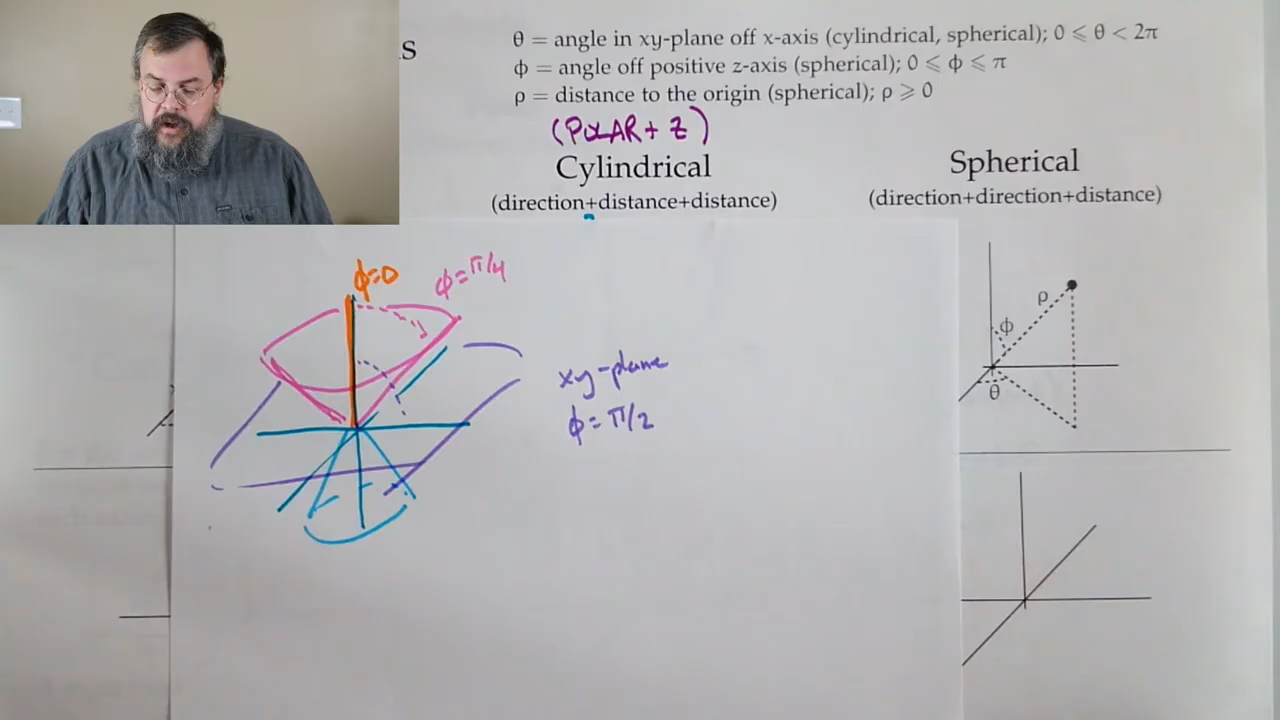 θ = angle in xy-plane off x-axis (cylindrical, spherical); 0 ⩽ θ < 2π
ϕ = angle off positive z-axis (spherical); 0 ⩽ ϕ ⩽ π
ρ = distance to the origin (spherical); ρ ⩾ 0
(POLAR + Z)
Cylindrical
(direction+distance+distance)
Spherical
(direction+direction+distance)
ϕ=0
ϕ=π/4
xy-plane
ϕ=π/2
ρ
ϕ
θ